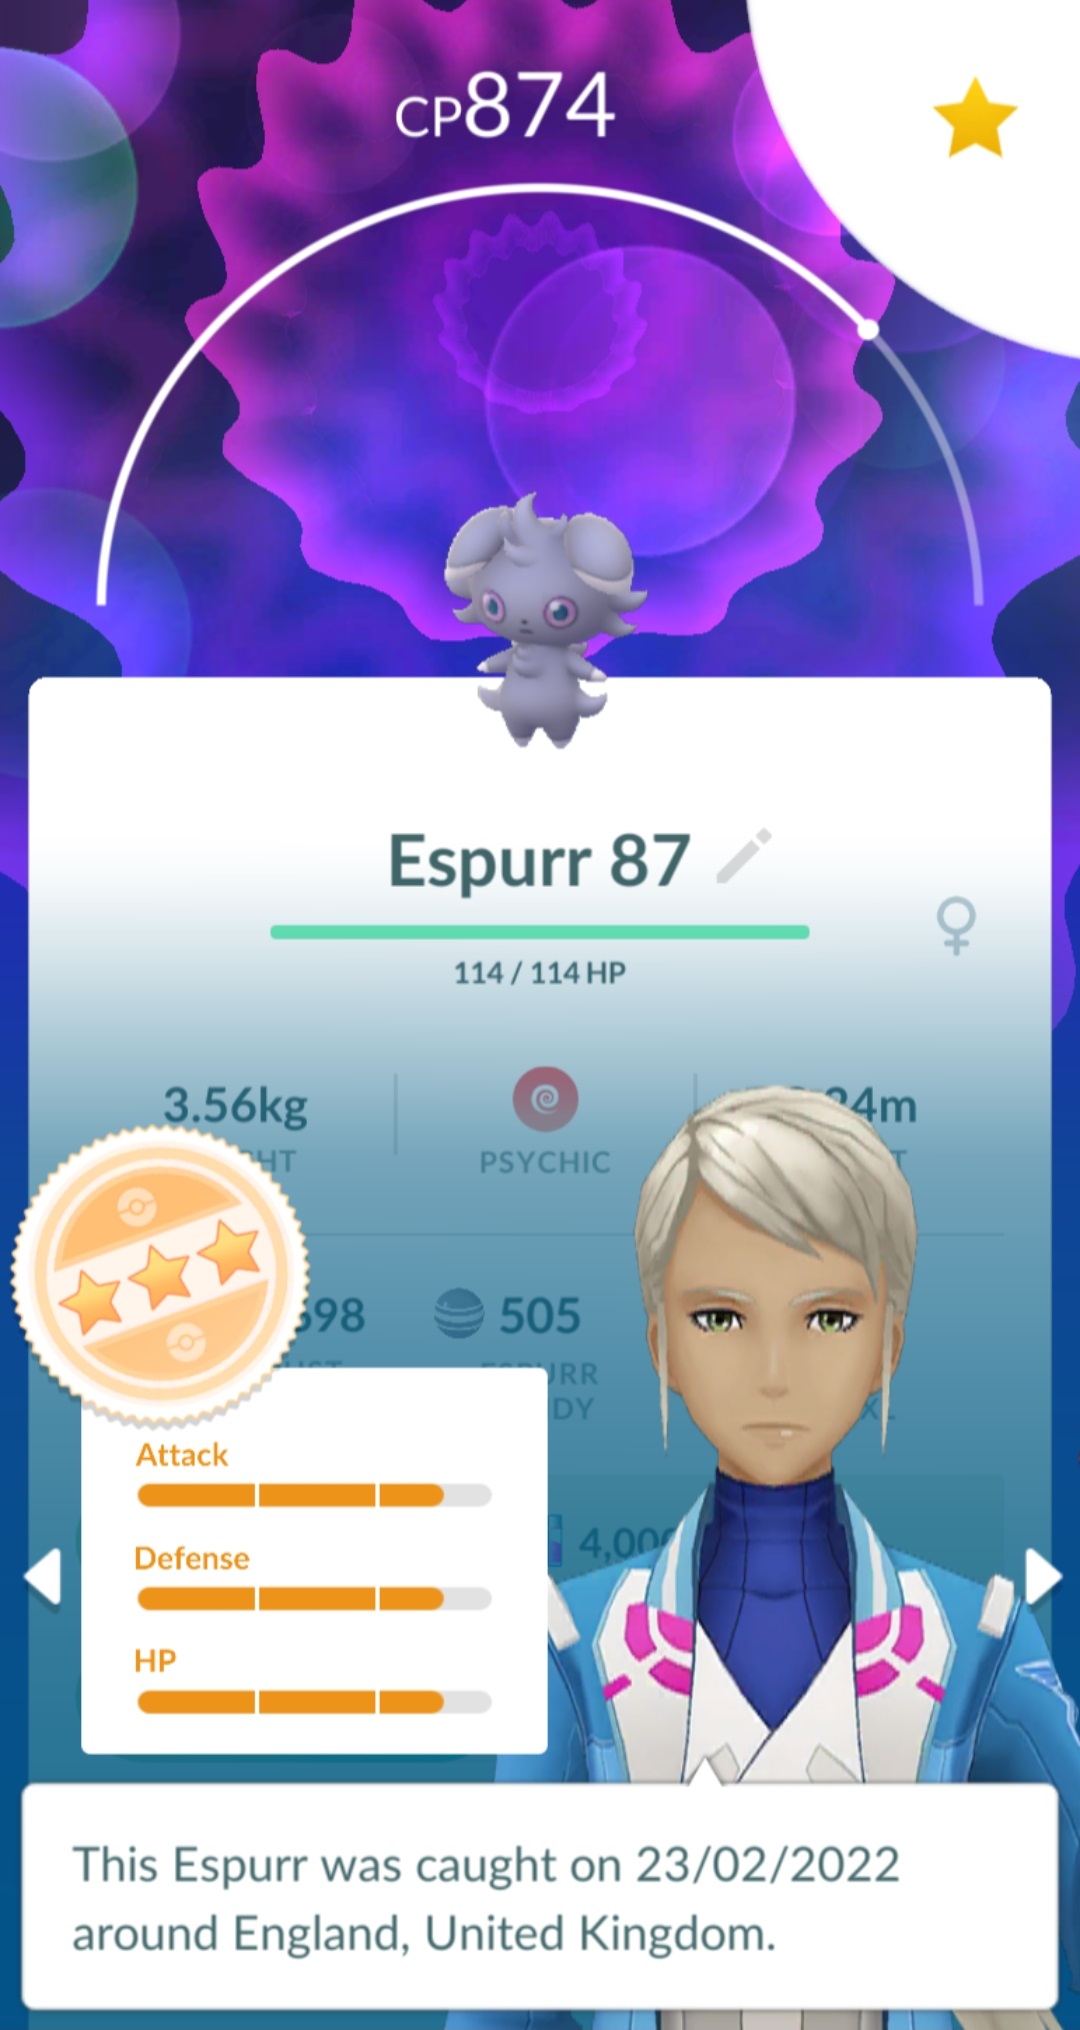 CP874
Espurr 87
114 / 114 HP
3.56kg
PSYCHIC
505
Attack
Defense
HP
This Espurr was caught on 23/02/2022
around England, United Kingdom.